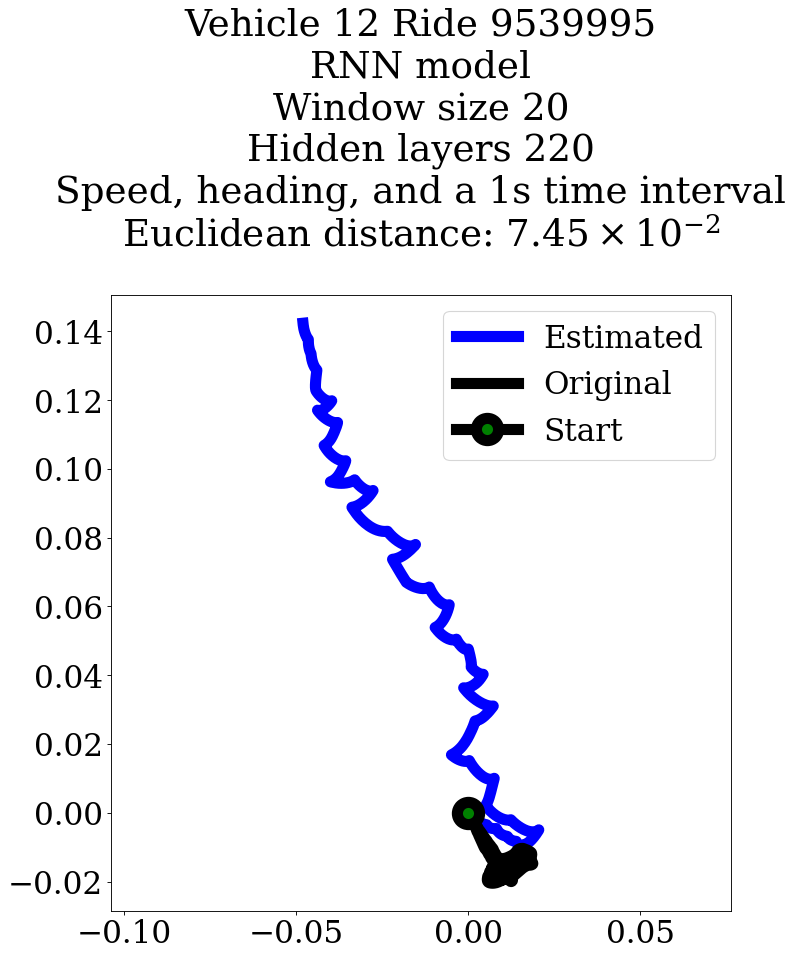 Vehicle 12 Ride 9539995
RNN model
Window size 20
Hidden layers 220
Speed, heading, and a 1s time interval
Euclidean distance: 7.45 × 10⁻²
Estimated
Original
Start
0.14
0.12
0.10
0.08
0.06
0.04
0.02
0.00
−0.02
−0.10 −0.05 0.00 0.05